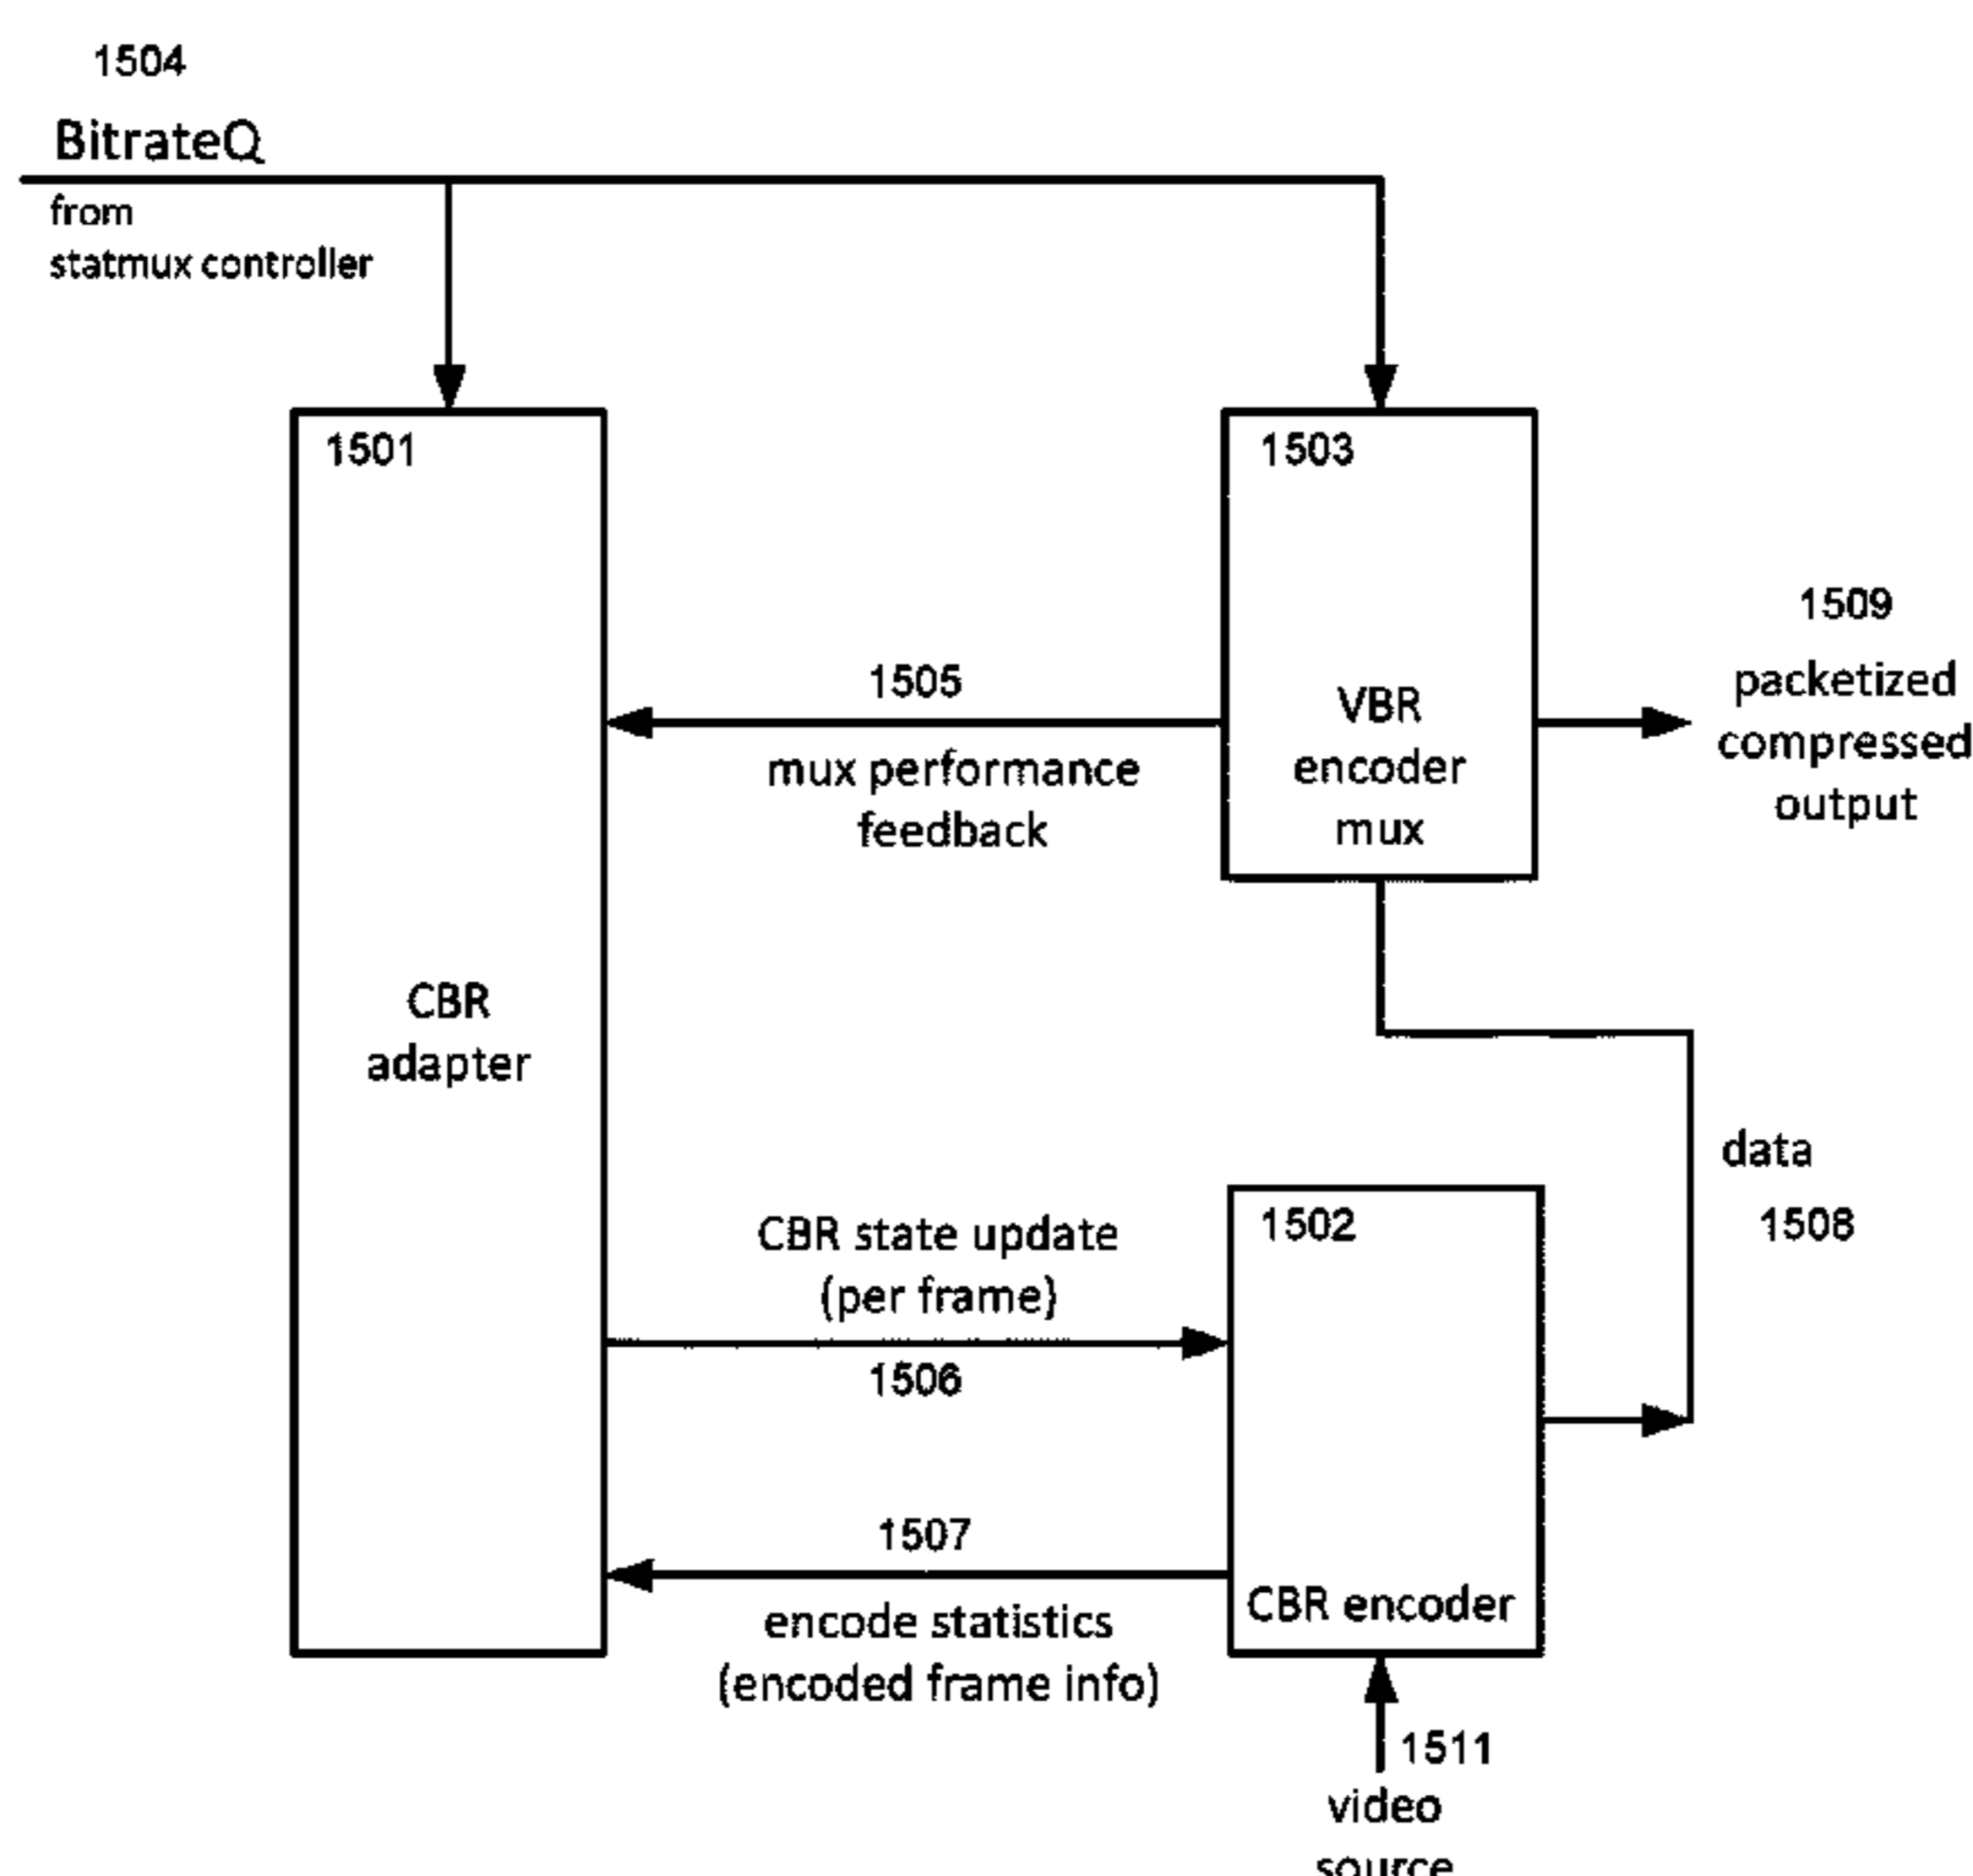 1504
BitrateQ
from
statmux controller
1501
1503
1509
packetized
compressed
output
1505
mux performance
feedback
VBR
encoder
mux
CBR
adapter
data
1508
CBR state update
(per frame)
1506
1502
1507
encode statistics
(encoded frame info)
CBR encoder
1511
video
source